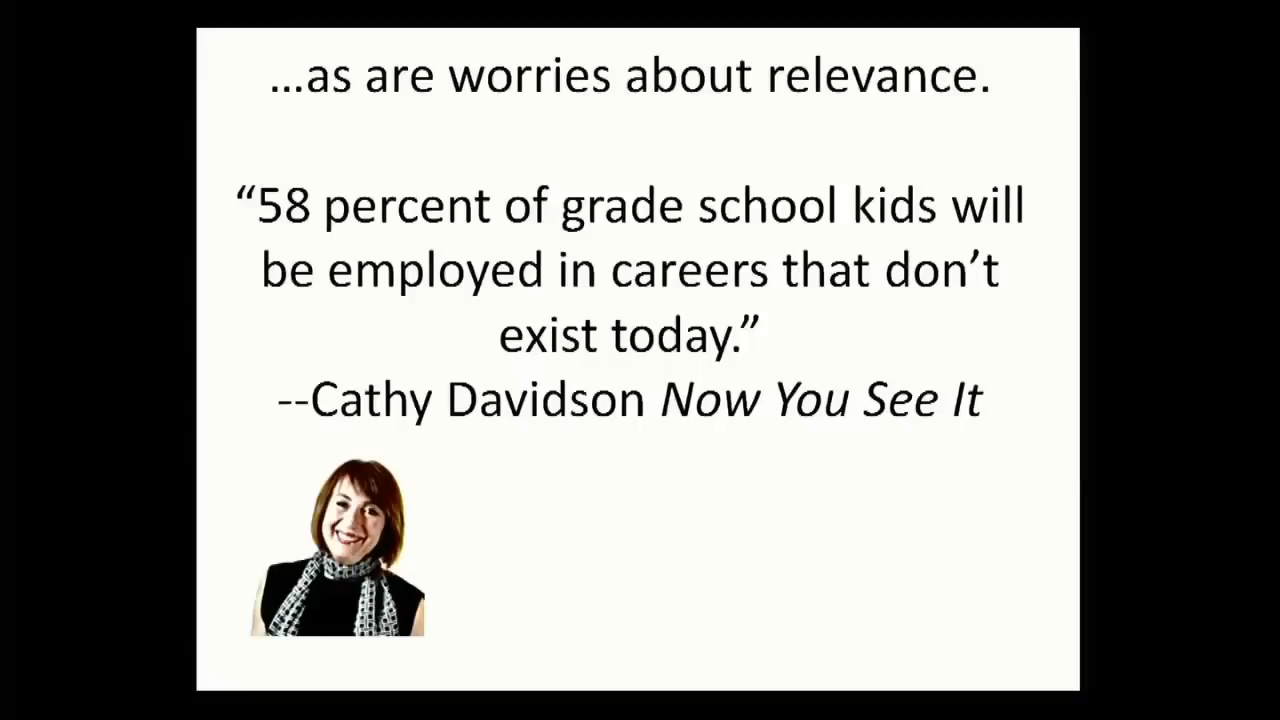 …as are worries about relevance.
“58 percent of grade school kids will
be employed in careers that don’t
exist today.”
--Cathy Davidson Now You See It